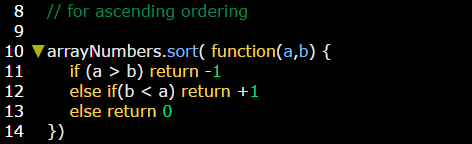 8 // for ascending ordering
9
10 ▼ arrayNumbers.sort( function(a,b) {
11 if (a > b) return -1
12 else if(b < a) return +1
13 else return 0
14 })